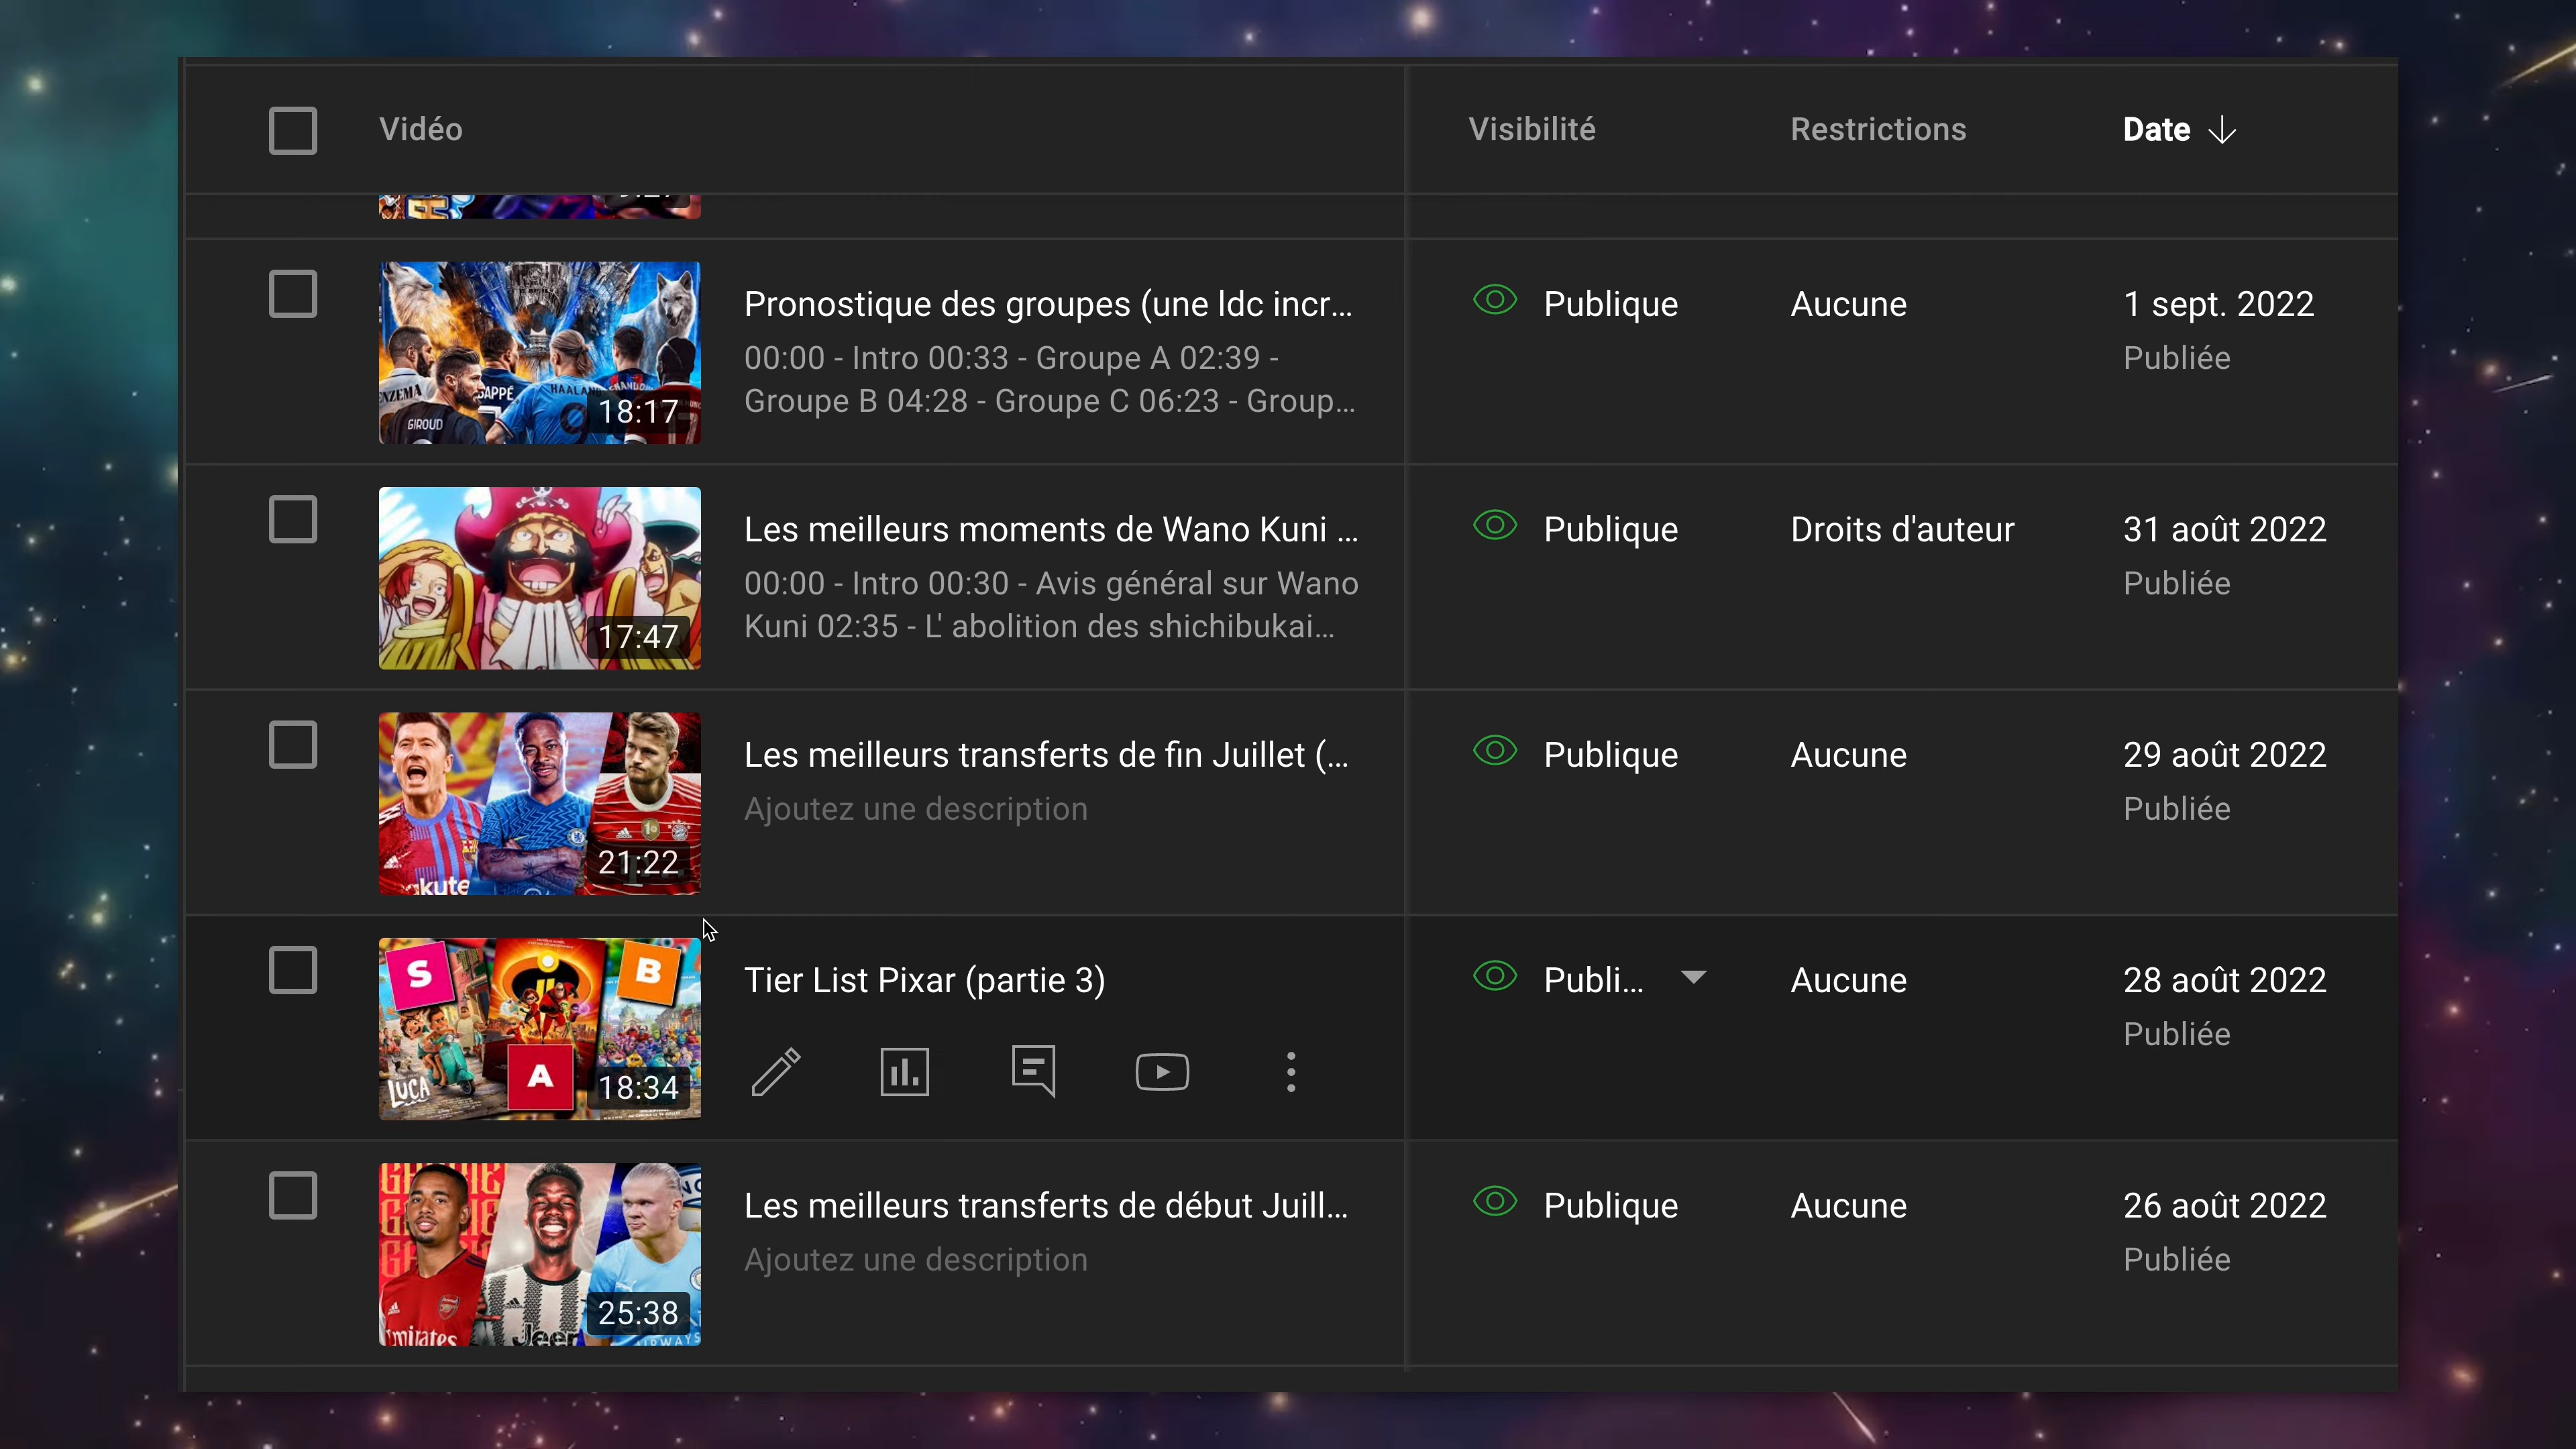 Vidéo
Visibilité
Restrictions
Date
Pronostique des groupes (une ldc incr...
00:00 - Intro 00:33 - Groupe A 02:39 -
Groupe B 04:28 - Groupe C 06:23 - Group...
GIROUD
HAALAND
18:17
Publique
Aucune
1 sept. 2022
Publiée
Les meilleurs moments de Wano Kuni ...
00:00 - Intro 00:30 - Avis général sur Wano
Kuni 02:35 - L' abolition des shichibukai...
17:47
Publique
Droits d'auteur
31 août 2022
Publiée
Les meilleurs transferts de fin Juillet (...
Ajoutez une description
kute
21:22
Publique
Aucune
29 août 2022
Publiée
Tier List Pixar (partie 3)
S
B
A
LUCA
18:34
Publi...
Aucune
28 août 2022
Publiée
Les meilleurs transferts de début Juill...
Ajoutez une description
Jeep
25:38
Publique
Aucune
26 août 2022
Publiée